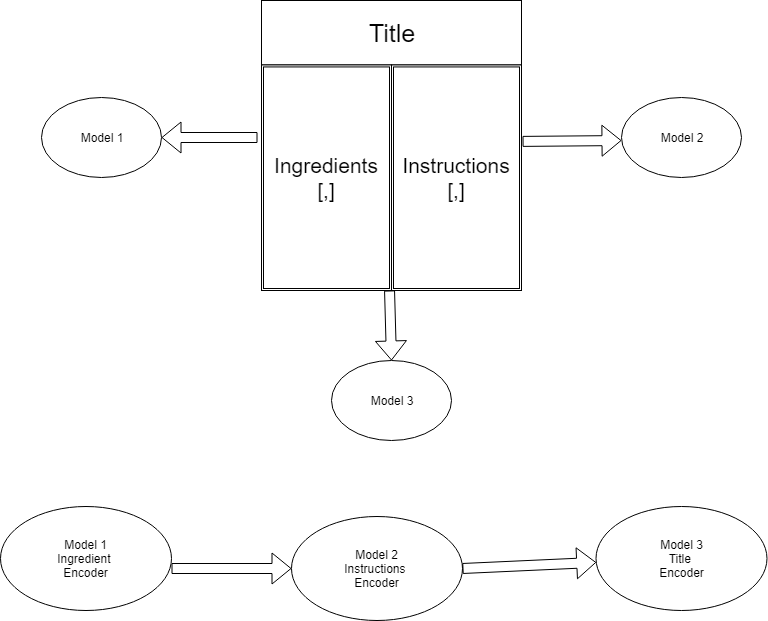 Title
Model 1
Ingredients
[,]
Instructions
[,]
Model 2
Model 3
Model 1
Ingredient
Encoder
Model 2
Instructions
Encoder
Model 3
Title
Encoder